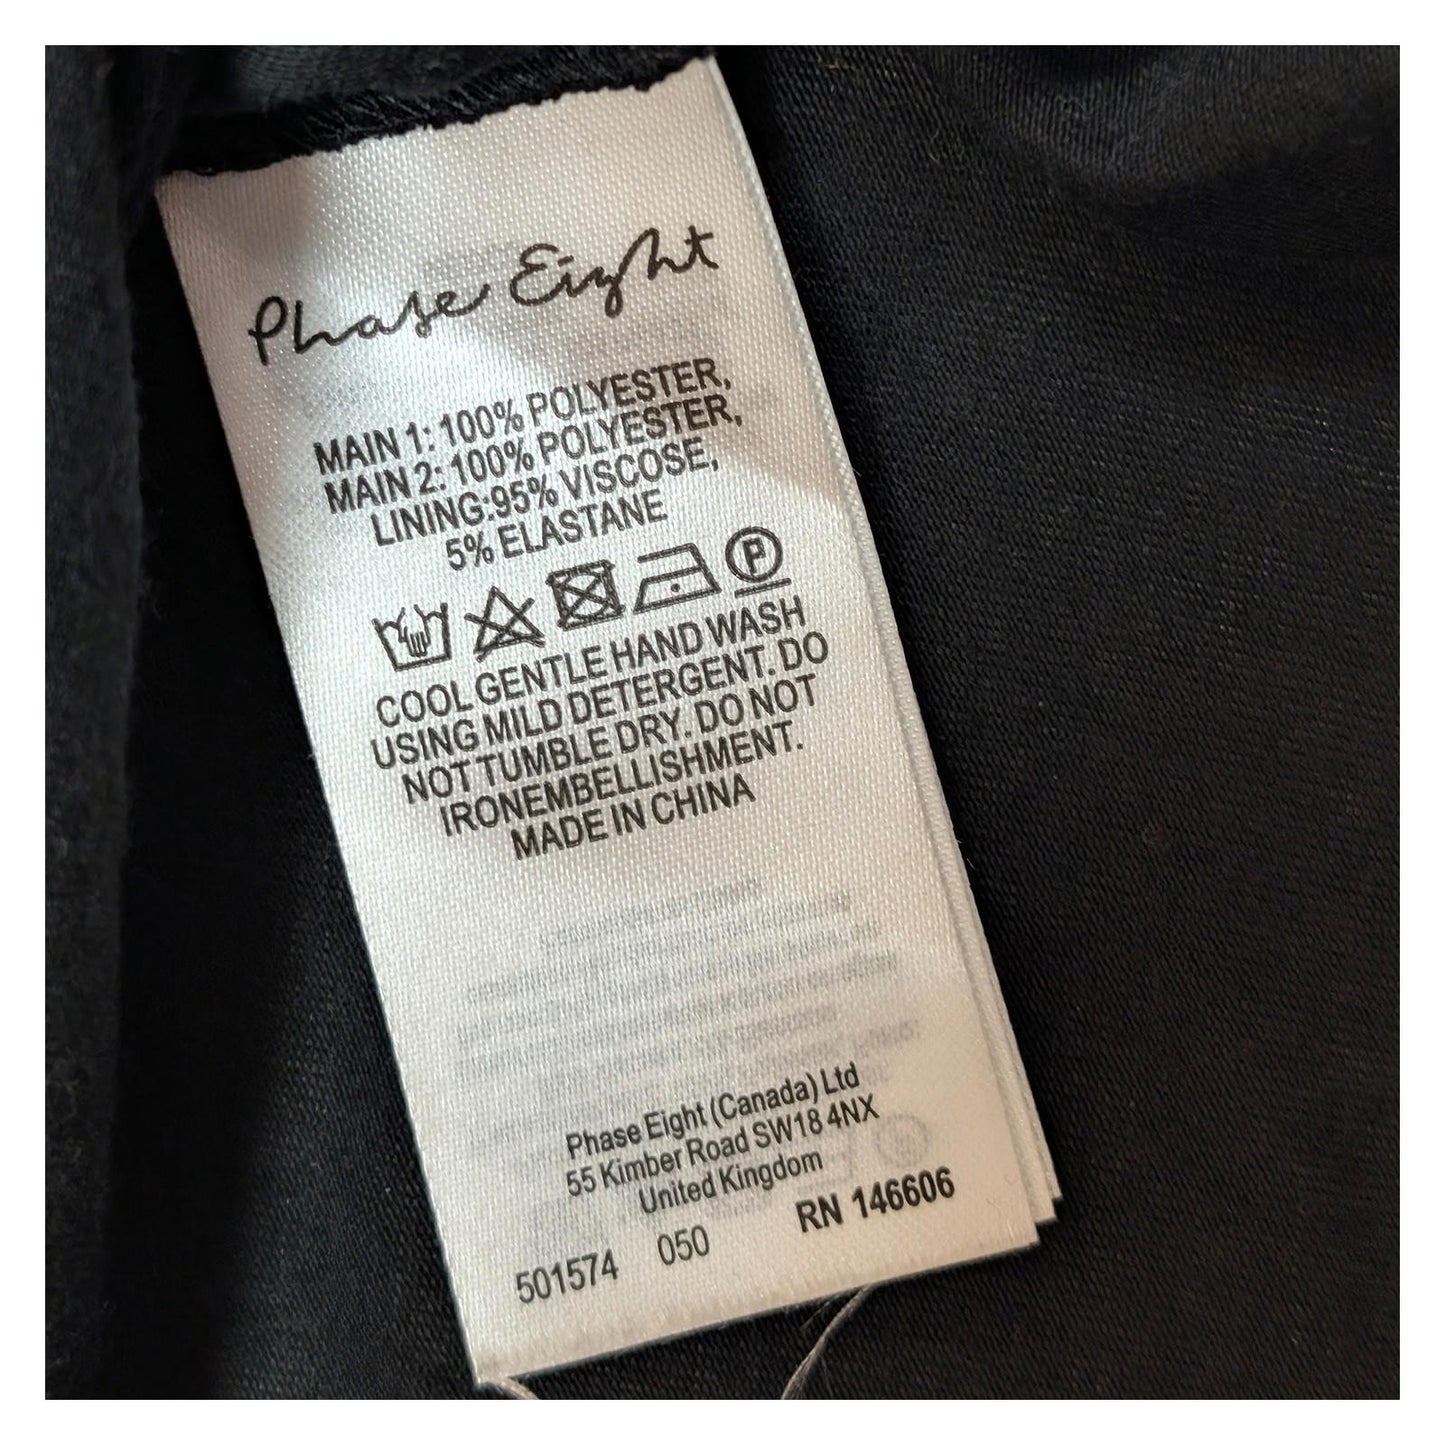 Phase Eight
MAIN 1: 100% POLYESTER,
MAIN 2: 100% POLYESTER,
LINING:95% VISCOSE,
5% ELASTANE
P
COOL GENTLE HAND WASH
USING MILD DETERGENT. DO
NOT TUMBLE DRY. DO NOT
IRONEMBELLISHMENT.
MADE IN CHINA
Phase Eight (Canada) Ltd
55 Kimber Road SW18 4NX
United Kingdom
501574 050 RN 146606